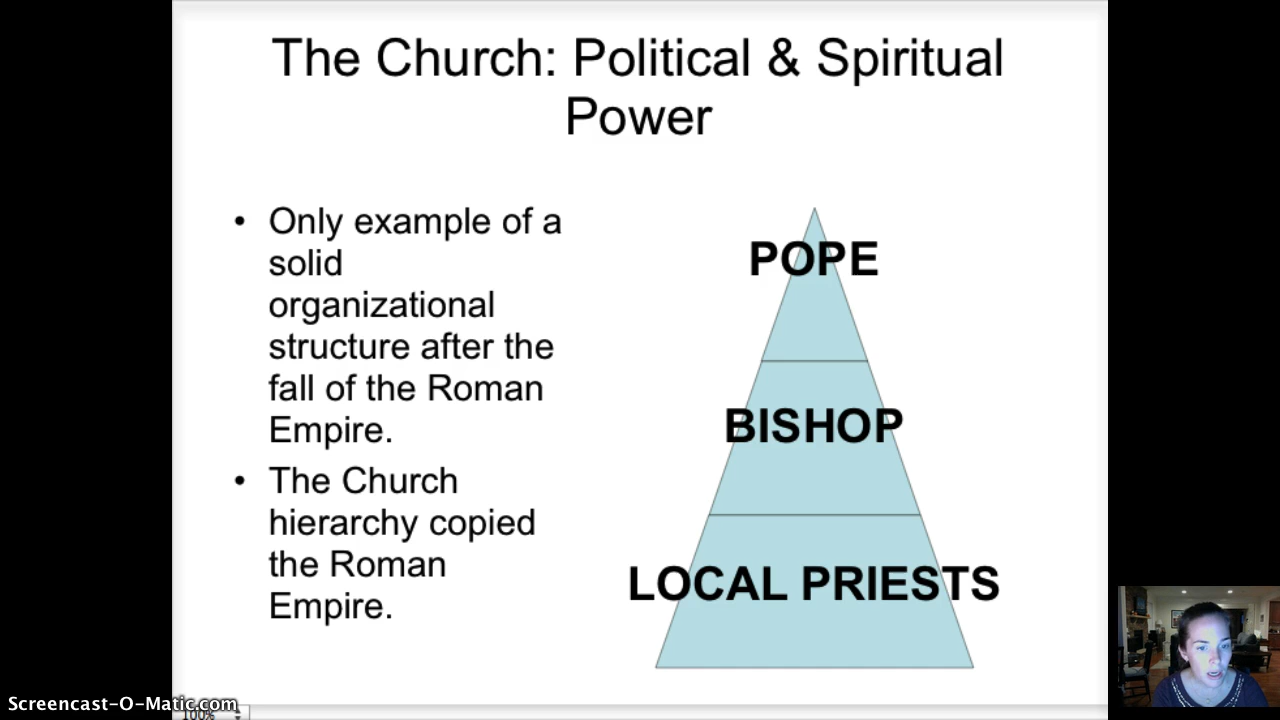 The Church: Political & Spiritual
Power
• Only example of a
solid
organizational
structure after the
fall of the Roman
Empire.
• The Church
hierarchy copied
the Roman
Empire.
POPE
BISHOP
LOCAL PRIESTS
Screencast-O-Matic.com
100%